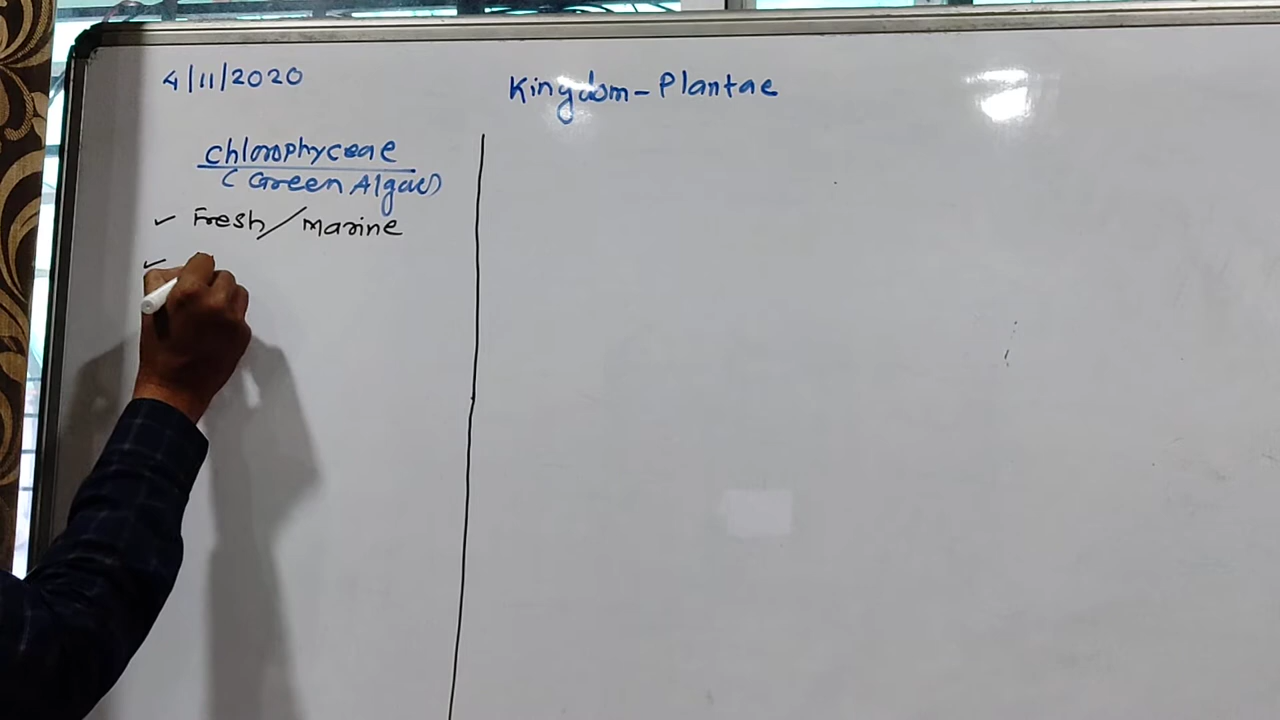 4/11/2020
Kingdom - Plantae
chlorophyceae
(Green Algae)
✓ Fresh/marine
✓